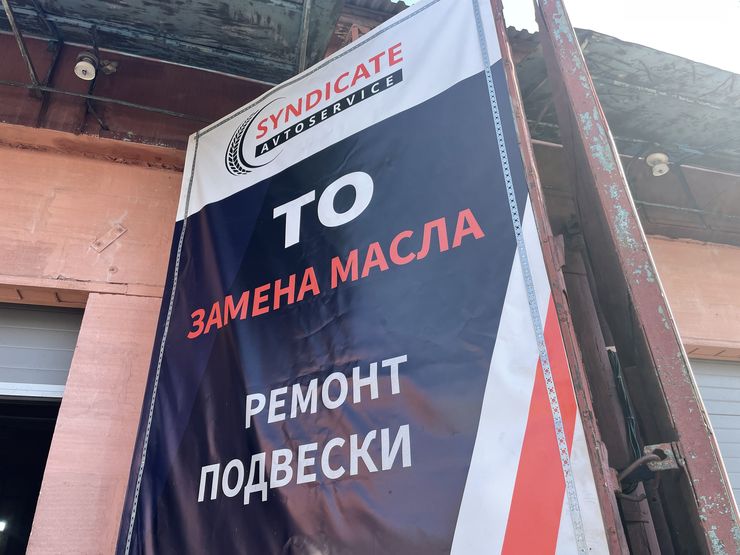 SYNDICATE
AVTOSERVICE
ТО
ЗАМЕНА МАСЛА
РЕМОНТ
ПОДВЕСКИ